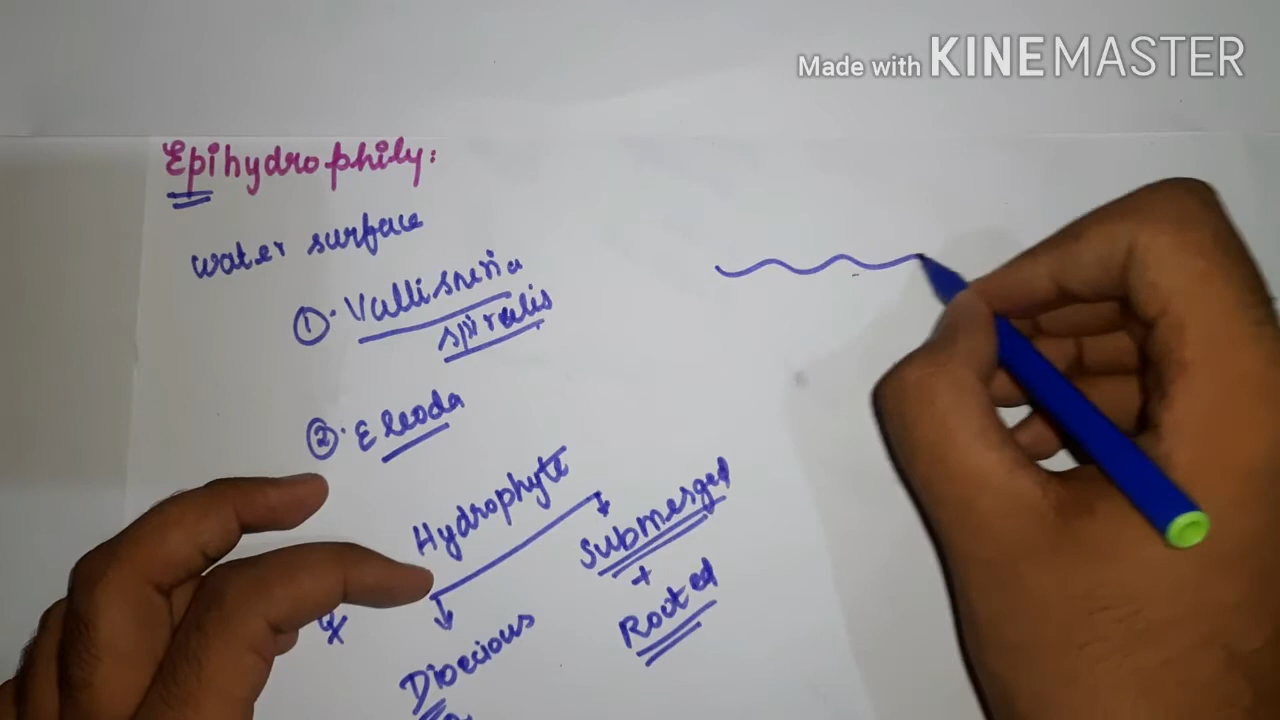 Made with KINEMASTER
Epihydrophily:
water surface
① · Vallisneria
spiralis
② · Eleoda
Hydrophyte
Submerged
+
Rooted
Dioecious